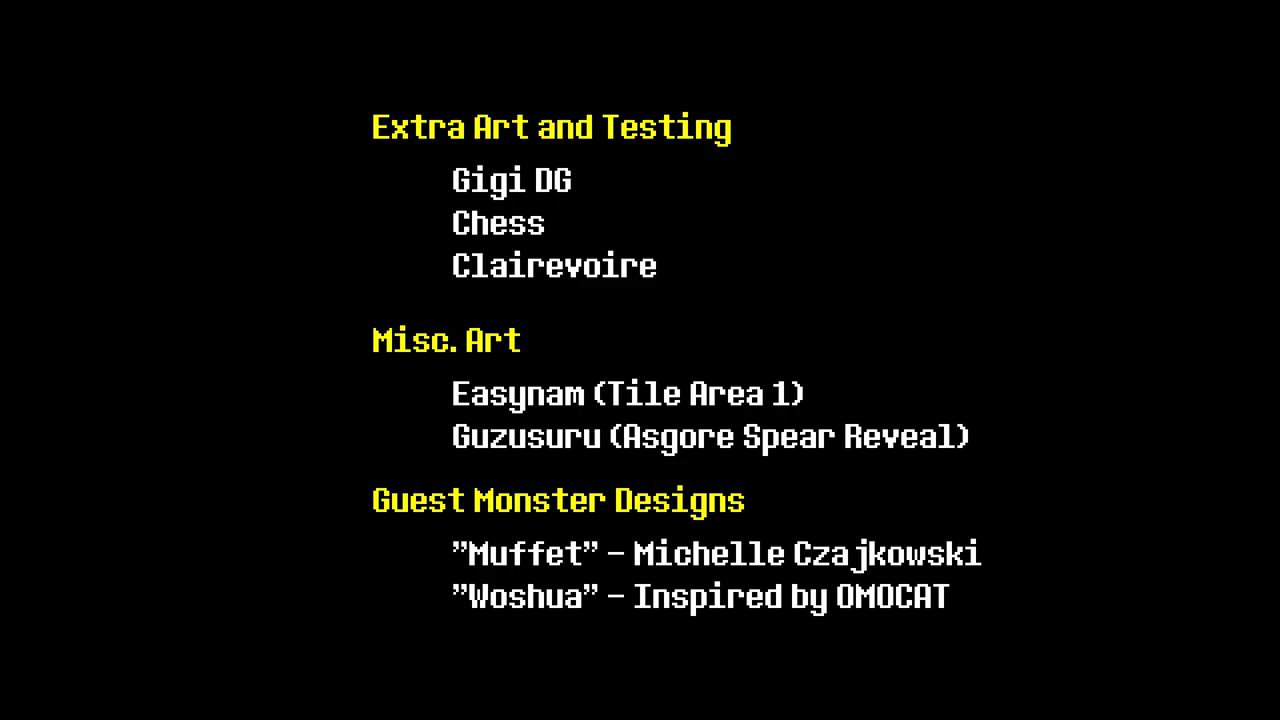 Extra Art and Testing
Gigi DG
Chess
Clairevoire
Misc. Art
Easynam (Tile Area 1)
Guzusuru (Asgore Spear Reveal)
Guest Monster Designs
”Muffet” - Michelle Czajkowski
”Woshua” - Inspired by OMOCAT